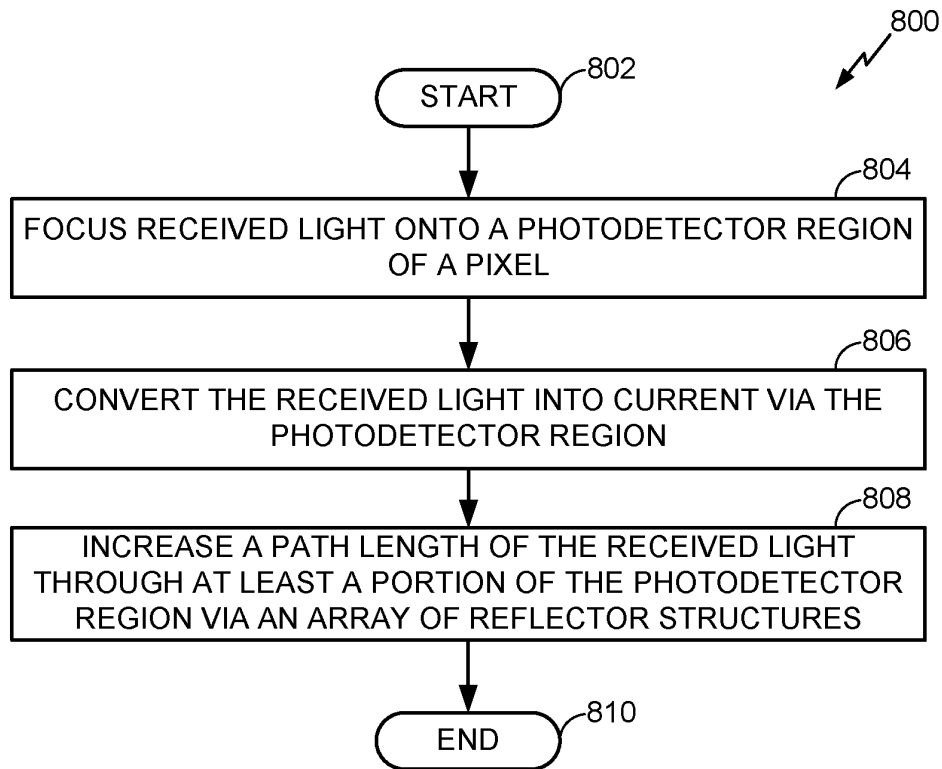 800
START
802
804
FOCUS RECEIVED LIGHT ONTO A PHOTODETECTOR REGION
OF A PIXEL
806
CONVERT THE RECEIVED LIGHT INTO CURRENT VIA THE
PHOTODETECTOR REGION
808
INCREASE A PATH LENGTH OF THE RECEIVED LIGHT
THROUGH AT LEAST A PORTION OF THE PHOTODETECTOR
REGION VIA AN ARRAY OF REFLECTOR STRUCTURES
END
810